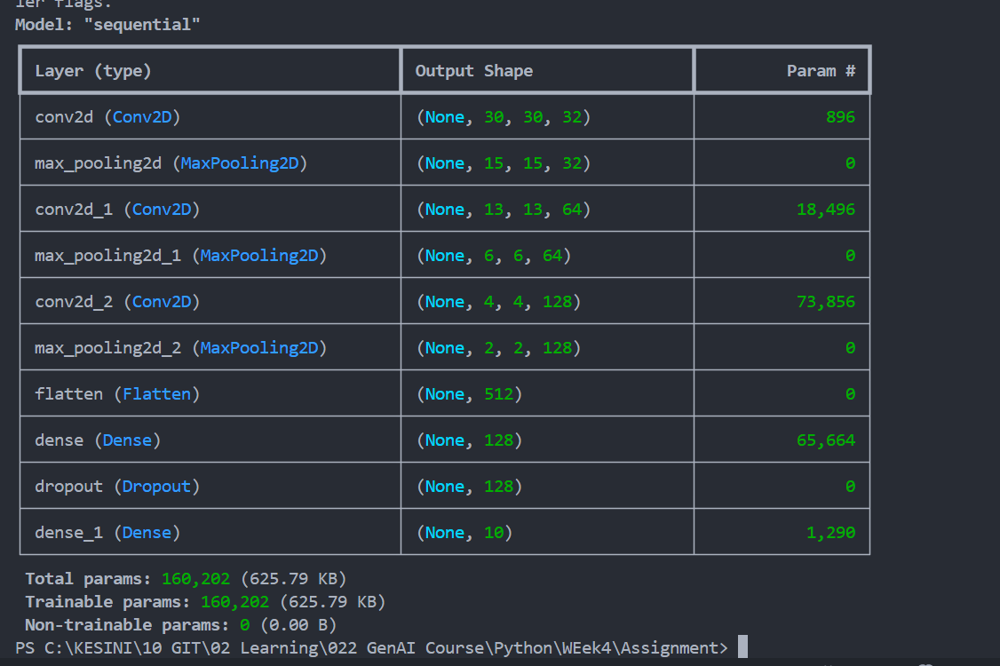 ler flags.
Model: "sequential"
Layer (type) Output Shape Param #
conv2d (Conv2D) (None, 30, 30, 32) 896
max_pooling2d (MaxPooling2D) (None, 15, 15, 32) 0
conv2d_1 (Conv2D) (None, 13, 13, 64) 18,496
max_pooling2d_1 (MaxPooling2D) (None, 6, 6, 64) 0
conv2d_2 (Conv2D) (None, 4, 4, 128) 73,856
max_pooling2d_2 (MaxPooling2D) (None, 2, 2, 128) 0
flatten (Flatten) (None, 512) 0
dense (Dense) (None, 128) 65,664
dropout (Dropout) (None, 128) 0
dense_1 (Dense) (None, 10) 1,290
Total params: 160,202 (625.79 KB)
Trainable params: 160,202 (625.79 KB)
Non-trainable params: 0 (0.00 B)
PS C:\KESINI\10 GIT\02 Learning\022 GenAI Course\Python\WEek4\Assignment>